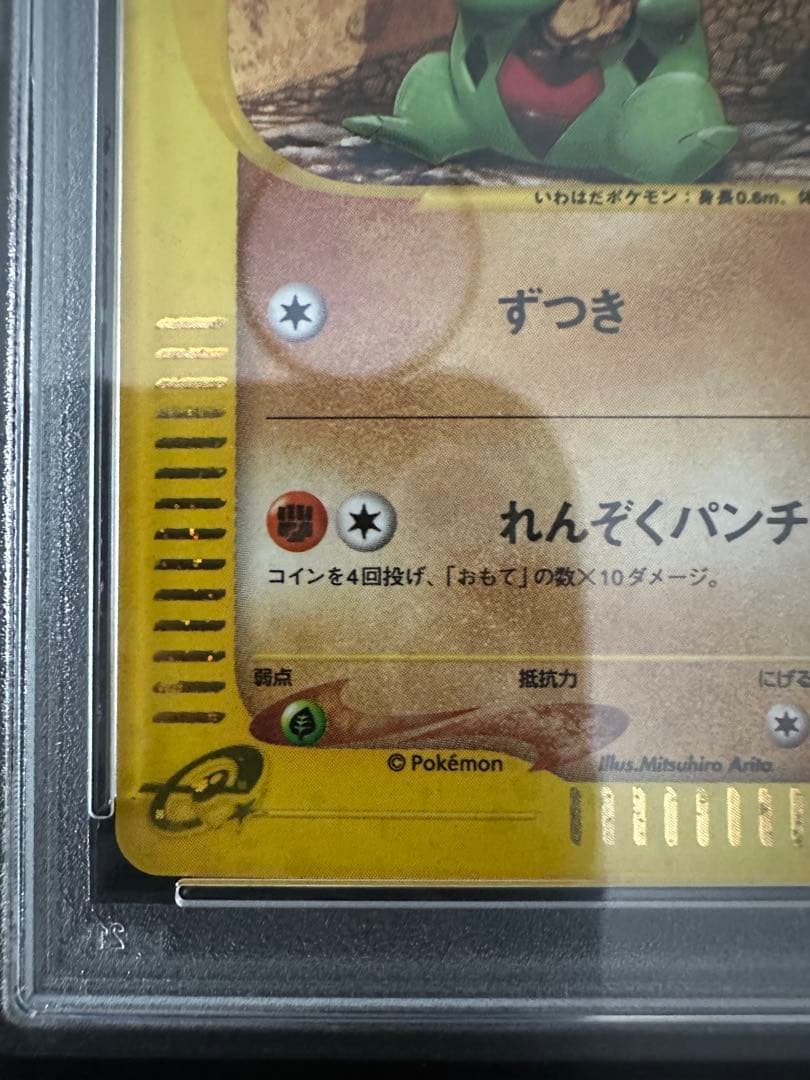 いわはだポケモン：身長0.6m、体
ずつき
れんぞくパンチ
コインを4回投げ、「おもて」の数×10ダメージ。
弱点 抵抗力 にげる
©Pokémon Illus.Mitsuhiro Arita
e
21